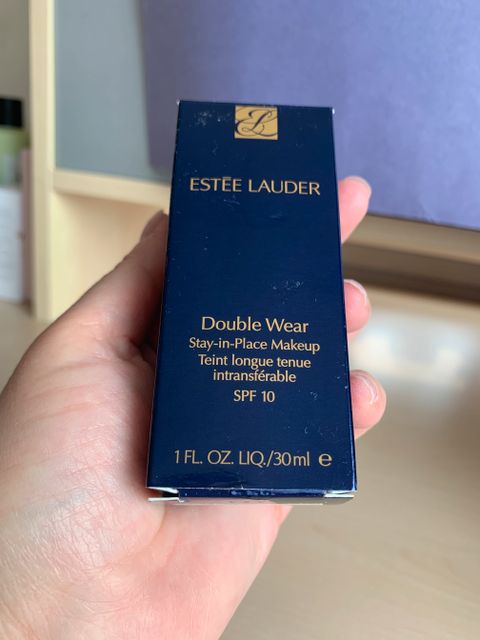 EL
ESTĒE LAUDER
Double Wear
Stay-in-Place Makeup
Teint longue tenue
intransférable
SPF 10
1 FL. OZ. LIQ./30ml ℮